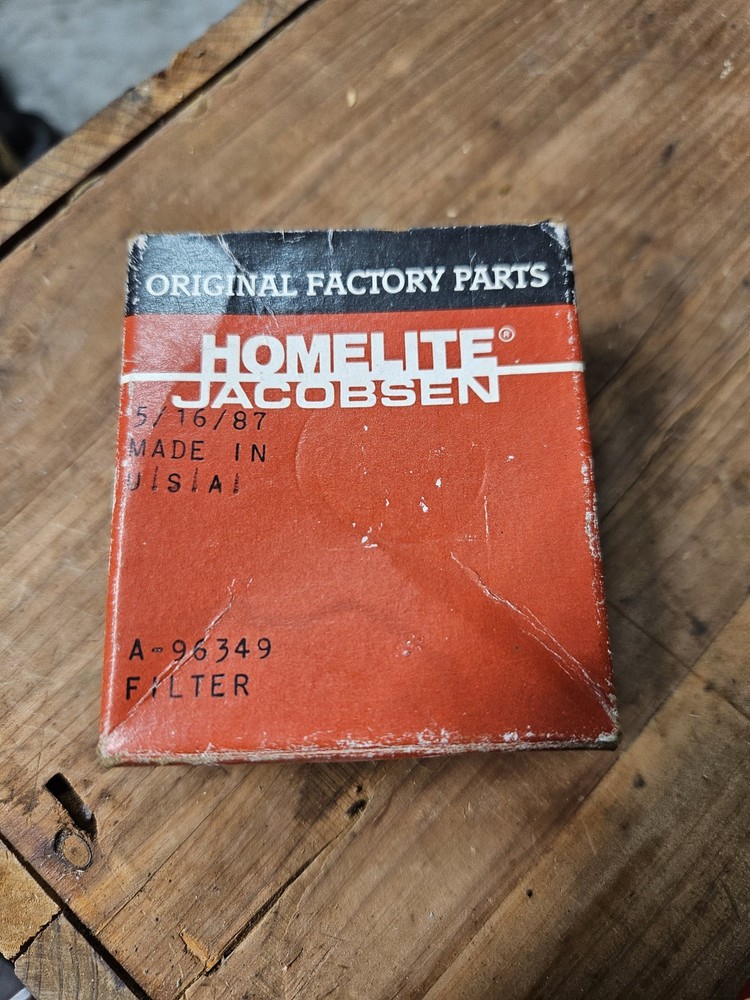 ORIGINAL FACTORY PARTS
HOMELITE®
JACOBSEN
5/16/87
MADE IN
U|S|A|
A-96349
FILTER